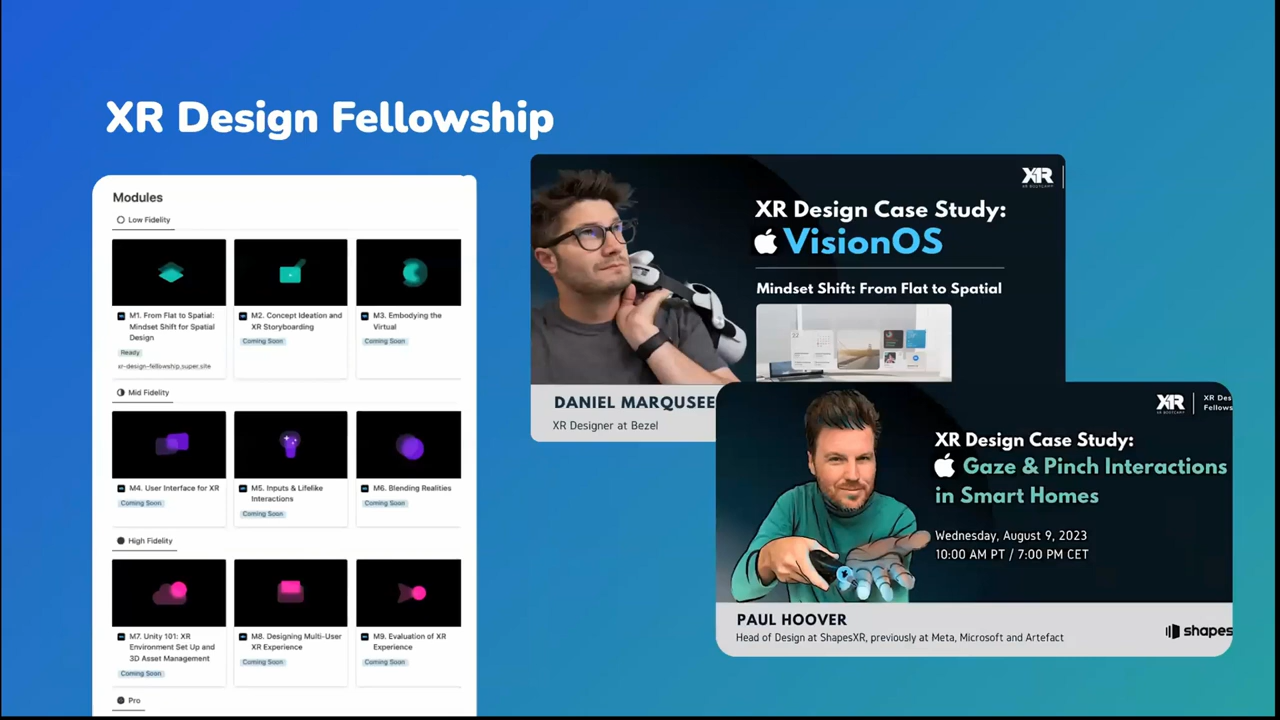 XR Design Fellowship
Modules
Low Fidelity
M1. From Flat to Spatial:
Mindset Shift for Spatial
Design
Ready
xr-design-fellowship.super.site
M2. Concept Ideation and
XR Storyboarding
Coming Soon
M3. Embodying the
Virtual
Coming Soon
Mid Fidelity
M4. User Interface for XR
Coming Soon
M5. Inputs & Lifelike
Interactions
Coming Soon
M6. Blending Realities
Coming Soon
High Fidelity
M7. Unity 101: XR
Environment Set Up and
3D Asset Management
Coming Soon
M8. Designing Multi-User
XR Experience
Coming Soon
M9. Evaluation of XR
Experience
Coming Soon
Pro
XR
XR BOOTCAMP
XR Design Case Study:
VisionOS
Mindset Shift: From Flat to Spatial
DANIEL MARQUSEE
XR Designer at Bezel
XR
XR BOOTCAMP
XR Des
Fellows
XR Design Case Study:
Gaze & Pinch Interactions
in Smart Homes
Wednesday, August 9, 2023
10:00 AM PT / 7:00 PM CET
PAUL HOOVER
Head of Design at ShapesXR, previously at Meta, Microsoft and Artefact
shapes